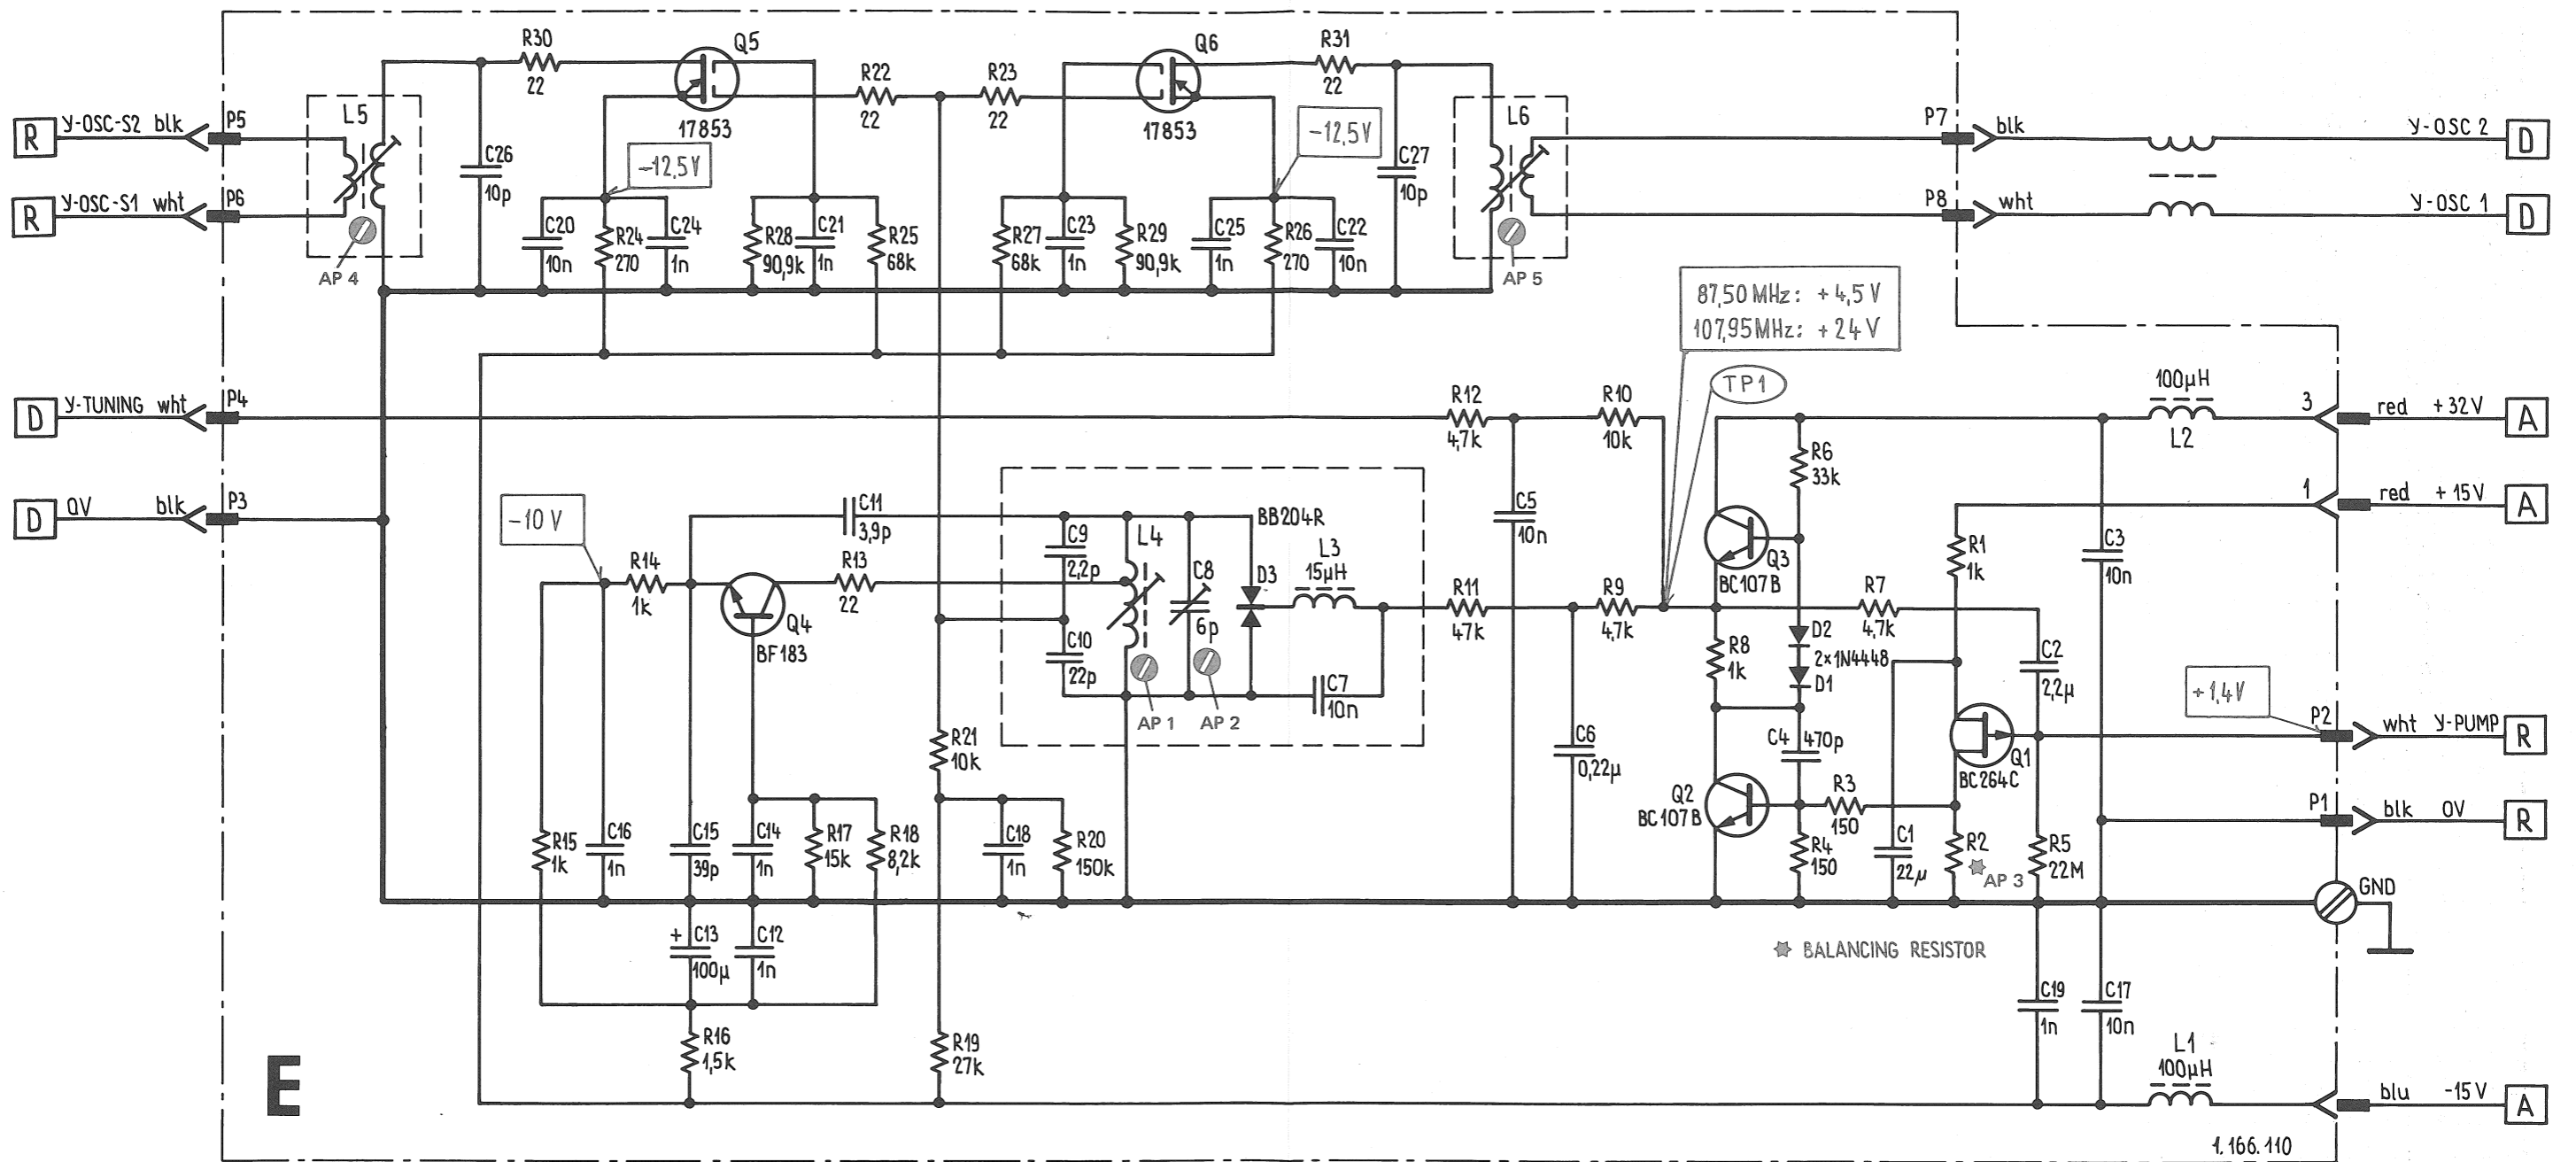 R30
22
Q5
17853
R22
22
R23
22
Q6
17853
R31
22
R Y-OSC-S2 blk P5
R Y-OSC-S1 wht P6
L5
AP 4
C26
10p
-12,5V
C20
10n
R24
270
C24
1n
R28
90,9k
C21
1n
R25
68k
R27
68k
C23
1n
R29
90,9k
C25
1n
R26
270
C22
10n
-12,5V
C27
10p
L6
AP 5
P7 blk Y-OSC 2 D
P8 wht Y-OSC 1 D
87,50 MHz: +4,5 V
107,95MHz: +24 V
TP1
D Y-TUNING wht P4
D 0V blk P3
R12
4,7k
R10
10k
100µH
L2
3 red +32V A
1 red +15V A
-10 V
R14
1k
C11
3,9p
R13
22
Q4
BF183
C9
2,2p
C10
22p
L4
C8
6p
BB204R
D3
L3
15µH
C7
10n
AP 1
AP 2
C5
10n
R11
47k
R9
4,7k
C6
0,22µ
R6
33k
Q3
BC107B
R7
4,7k
R8
1k
D2
2×1N4448
D1
R1
1k
C3
10n
C2
2,2µ
C4
470p
Q1
BC264C
Q2
BC107B
R3
150
R4
150
C1
22µ
R2
AP 3
R5
22M
+1,4V
P2 wht Y-PUMP R
P1 blk 0V R
GND
R15
1k
C16
1n
C15
39p
C14
1n
R17
15k
R18
8,2k
R21
10k
C18
1n
R20
150k
+ C13
100µ
C12
1n
R16
1,5k
R19
27k
BALANCING RESISTOR
C19
1n
C17
10n
L1
100µH
blu -15V A
E
1.166.110